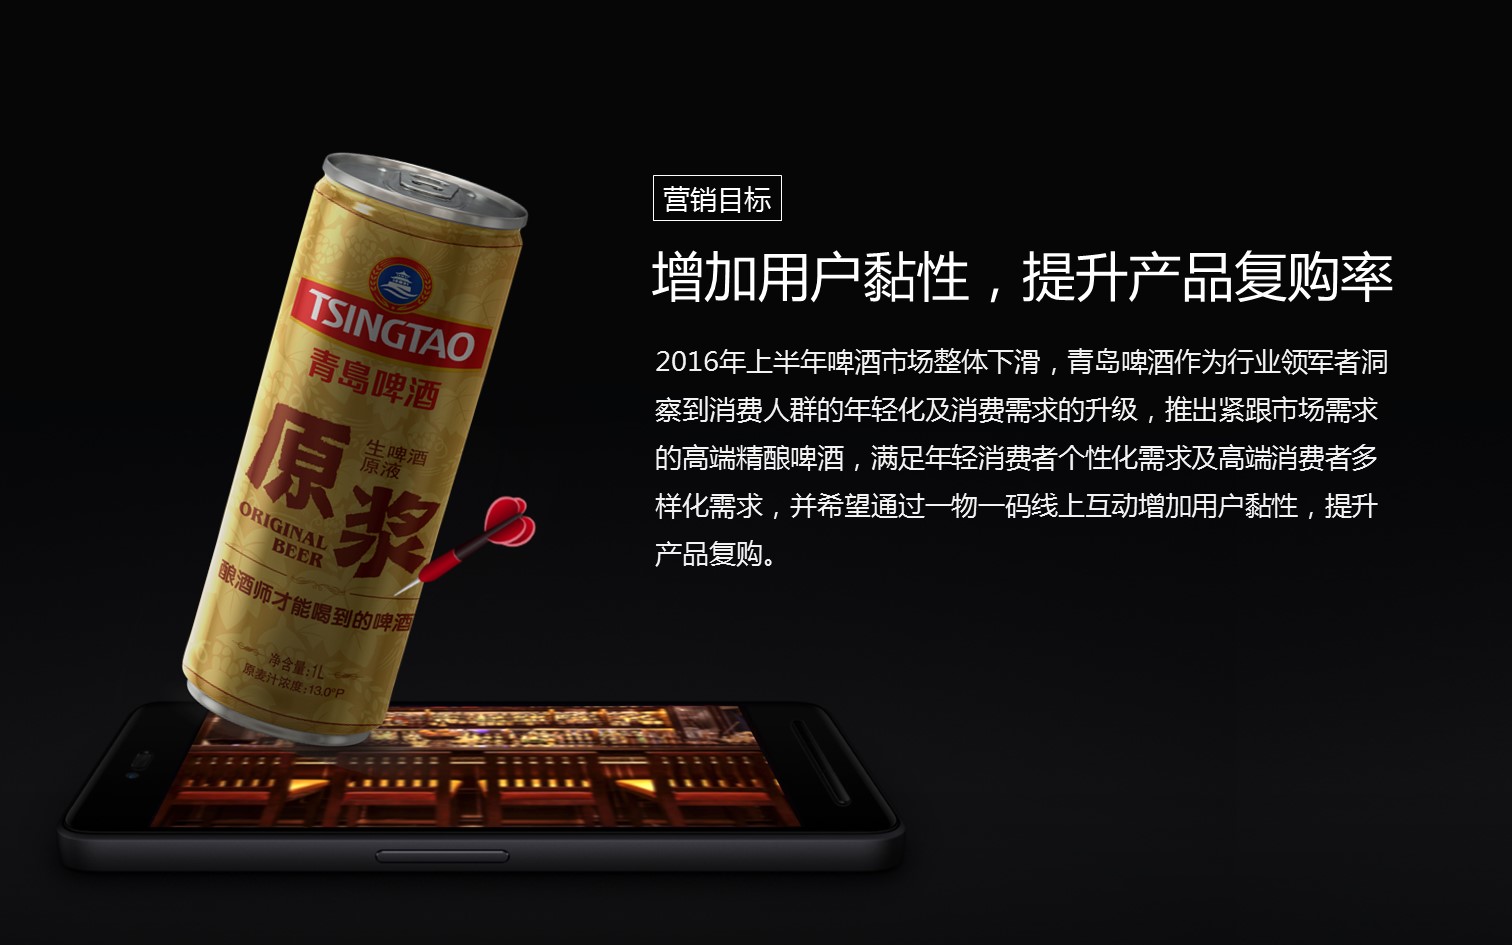 营销目标
增加用户黏性，提升产品复购率
2016年上半年啤酒市场整体下滑，青岛啤酒作为行业领军者洞
察到消费人群的年轻化及消费需求的升级，推出紧跟市场需求
的高端精酿啤酒，满足年轻消费者个性化需求及高端消费者多
样化需求，并希望通过一物一码线上互动增加用户黏性，提升
产品复购。
TSINGTAO
青岛啤酒
原浆
生啤酒
原液
ORIGINAL
BEER
酿酒师才能喝到的啤酒
净含量:1L
原麦汁浓度:13.0°P